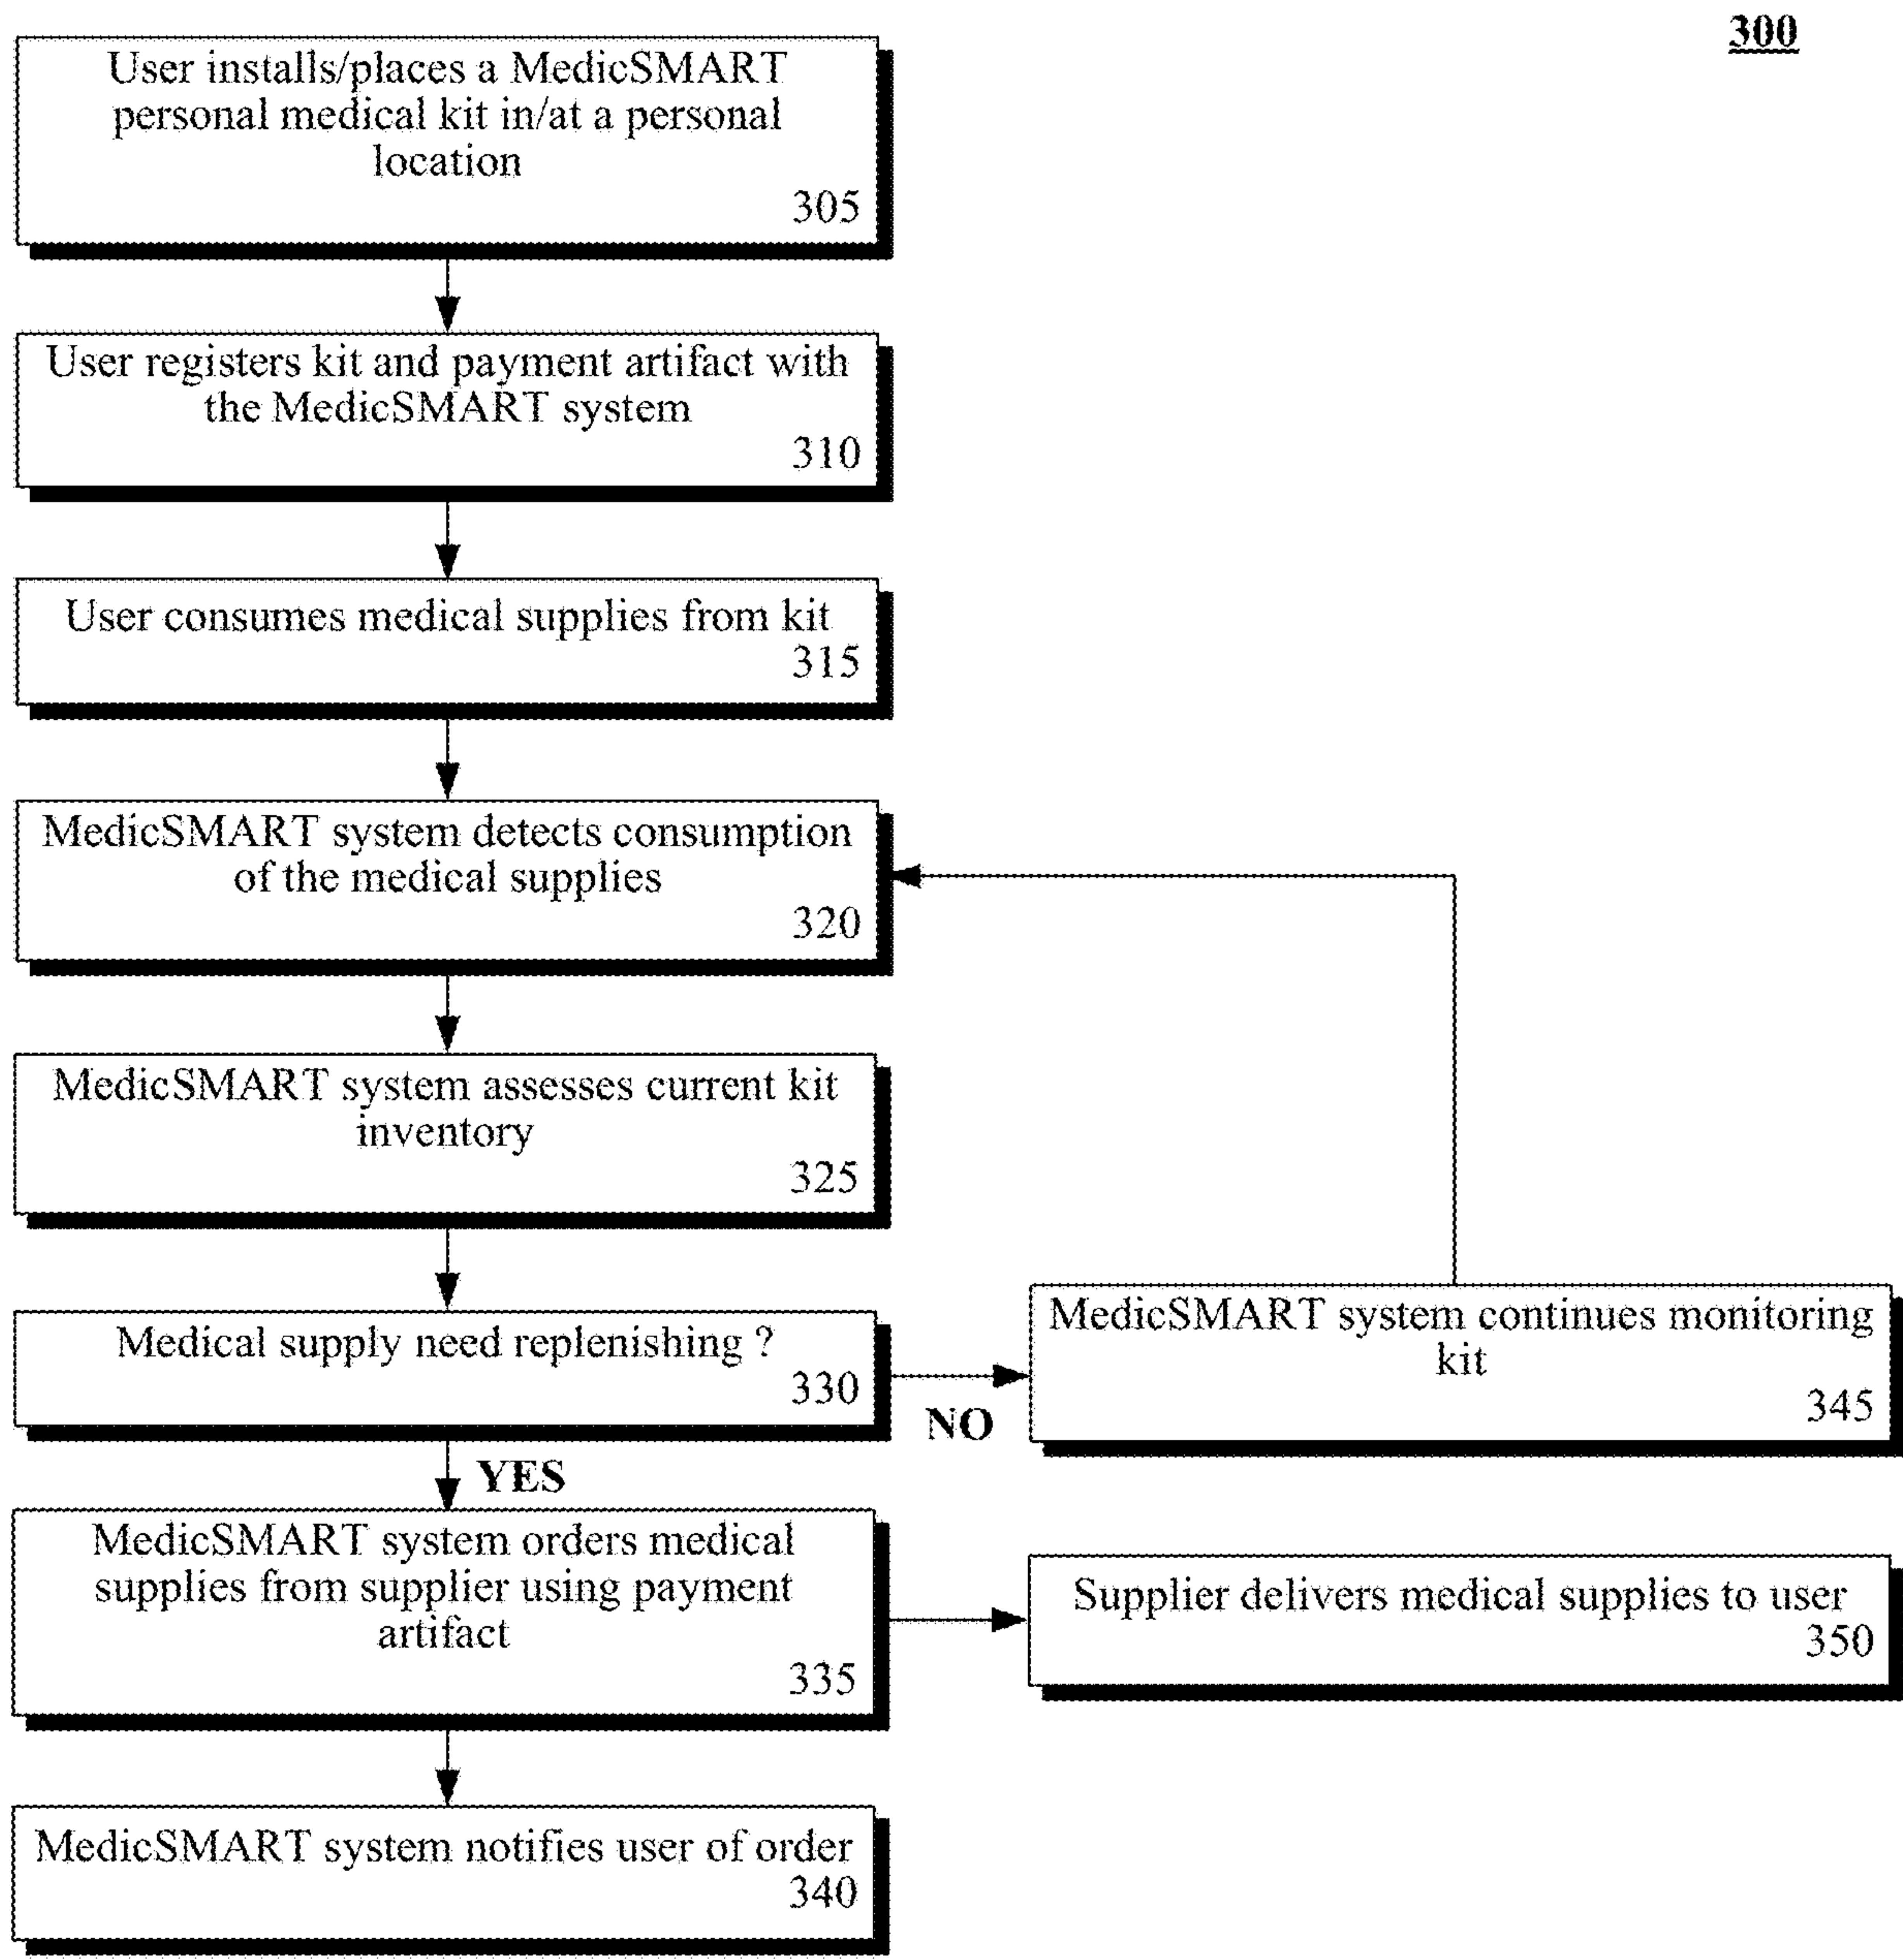 300
User installs/places a MedicSMART
personal medical kit in/at a personal
location
305
User registers kit and payment artifact with
the MedicSMART system
310
User consumes medical supplies from kit
315
MedicSMART system detects consumption
of the medical supplies
320
MedicSMART system assesses current kit
inventory
325
Medical supply need replenishing ?
330
NO
MedicSMART system continues monitoring
kit
345
YES
MedicSMART system orders medical
supplies from supplier using payment
artifact
335
Supplier delivers medical supplies to user
350
MedicSMART system notifies user of order
340